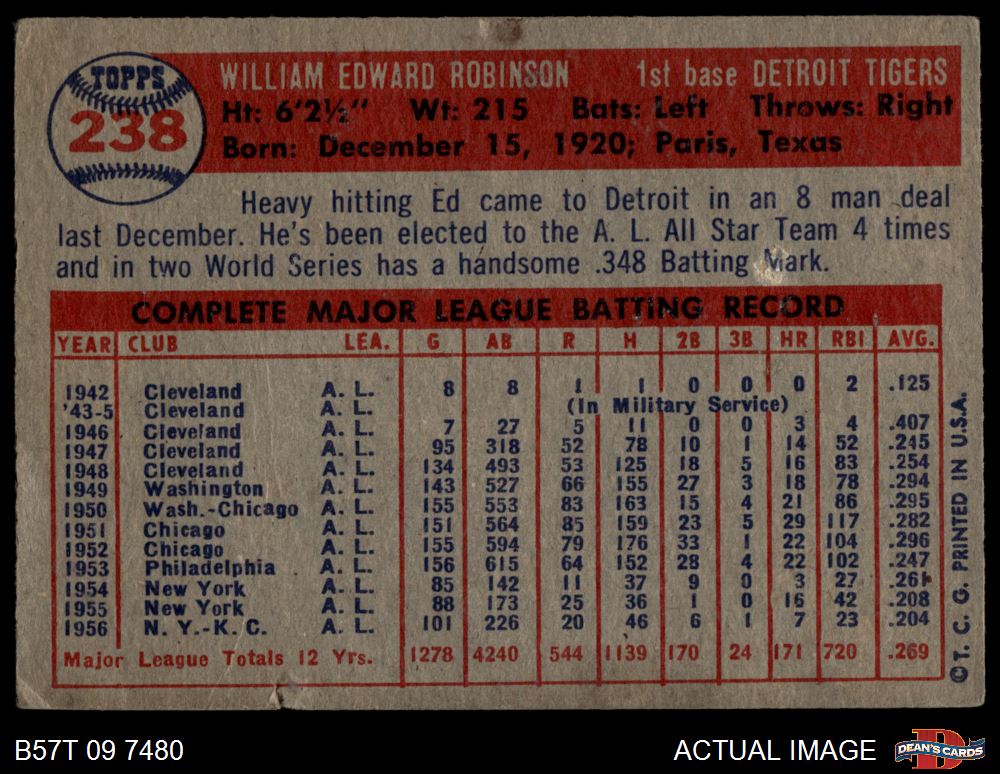 TOPPS
238
WILLIAM EDWARD ROBINSON 1st base DETROIT TIGERS
Ht: 6'2½" Wt: 215 Bats: Left Throws: Right
Born: December 15, 1920; Paris, Texas
Heavy hitting Ed came to Detroit in an 8 man deal
last December. He's been elected to the A. L. All Star Team 4 times
and in two World Series has a handsome .348 Batting Mark.
COMPLETE MAJOR LEAGUE BATTING RECORD
YEAR CLUB LEA. G AB R H 2B 3B HR RBI AVG.
1942 Cleveland A. L. 8 8 1 1 0 0 0 2 .125
'43-5 Cleveland A. L. (In Military Service)
1946 Cleveland A. L. 7 27 5 11 0 0 3 4 .407
1947 Cleveland A. L. 95 318 52 78 10 1 14 52 .245
1948 Cleveland A. L. 134 493 53 125 18 5 16 83 .254
1949 Washington A. L. 143 527 66 155 27 3 18 78 .294
1950 Wash.-Chicago A. L. 155 553 83 163 15 4 21 86 .295
1951 Chicago A. L. 151 564 85 159 23 5 29 117 .282
1952 Chicago A. L. 155 594 79 176 33 1 22 104 .296
1953 Philadelphia A. L. 156 615 64 152 28 4 22 102 .247
1954 New York A. L. 85 142 11 37 9 0 3 27 .261
1955 New York A. L. 88 173 25 36 1 0 16 42 .208
1956 N. Y.-K. C. A. L. 101 226 20 46 6 1 7 23 .204
Major League Totals 12 Yrs. 1278 4240 544 1139 170 24 171 720 .269
© T. C. G. PRINTED IN U.S.A.
B57T 09 7480 ACTUAL IMAGE DEAN'S CARDS